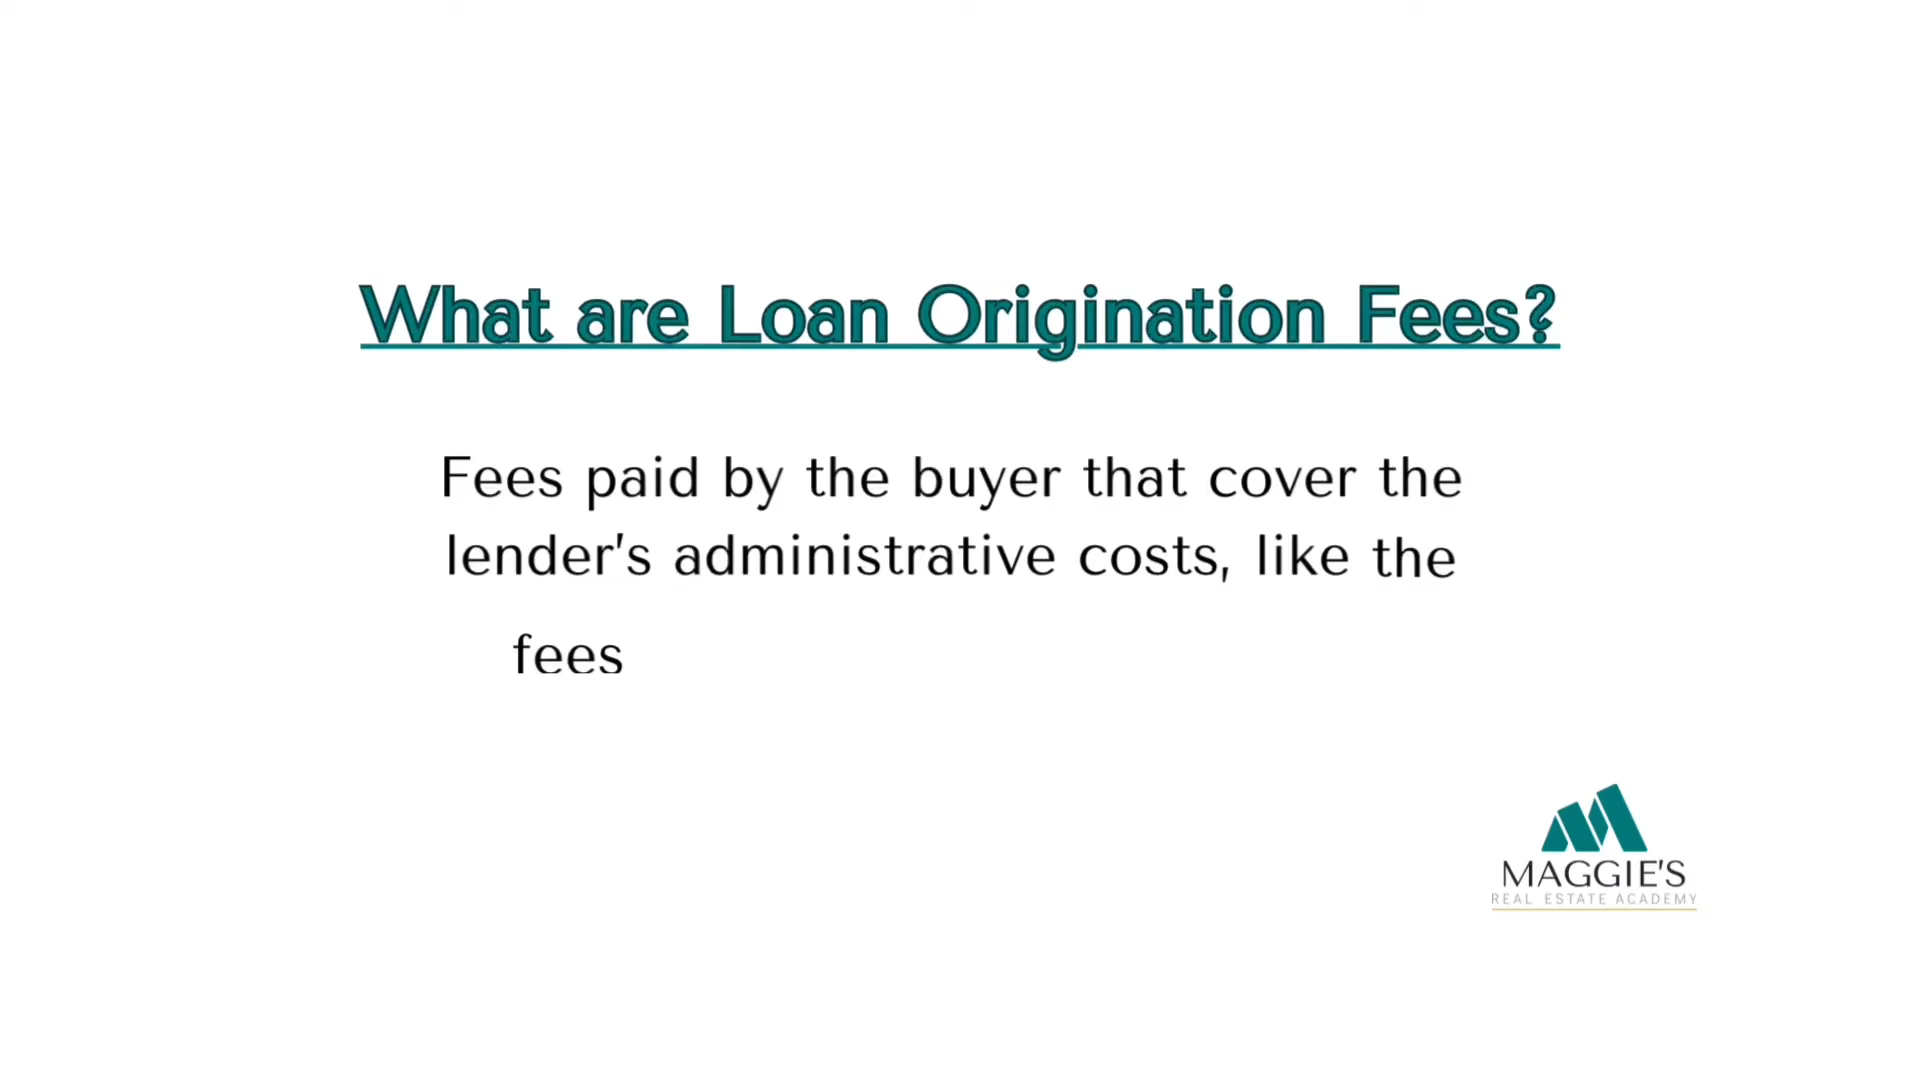 What are Loan Origination Fees?
Fees paid by the buyer that cover the
lender's administrative costs, like the
fees
MAGGIE'S
REAL ESTATE ACADEMY